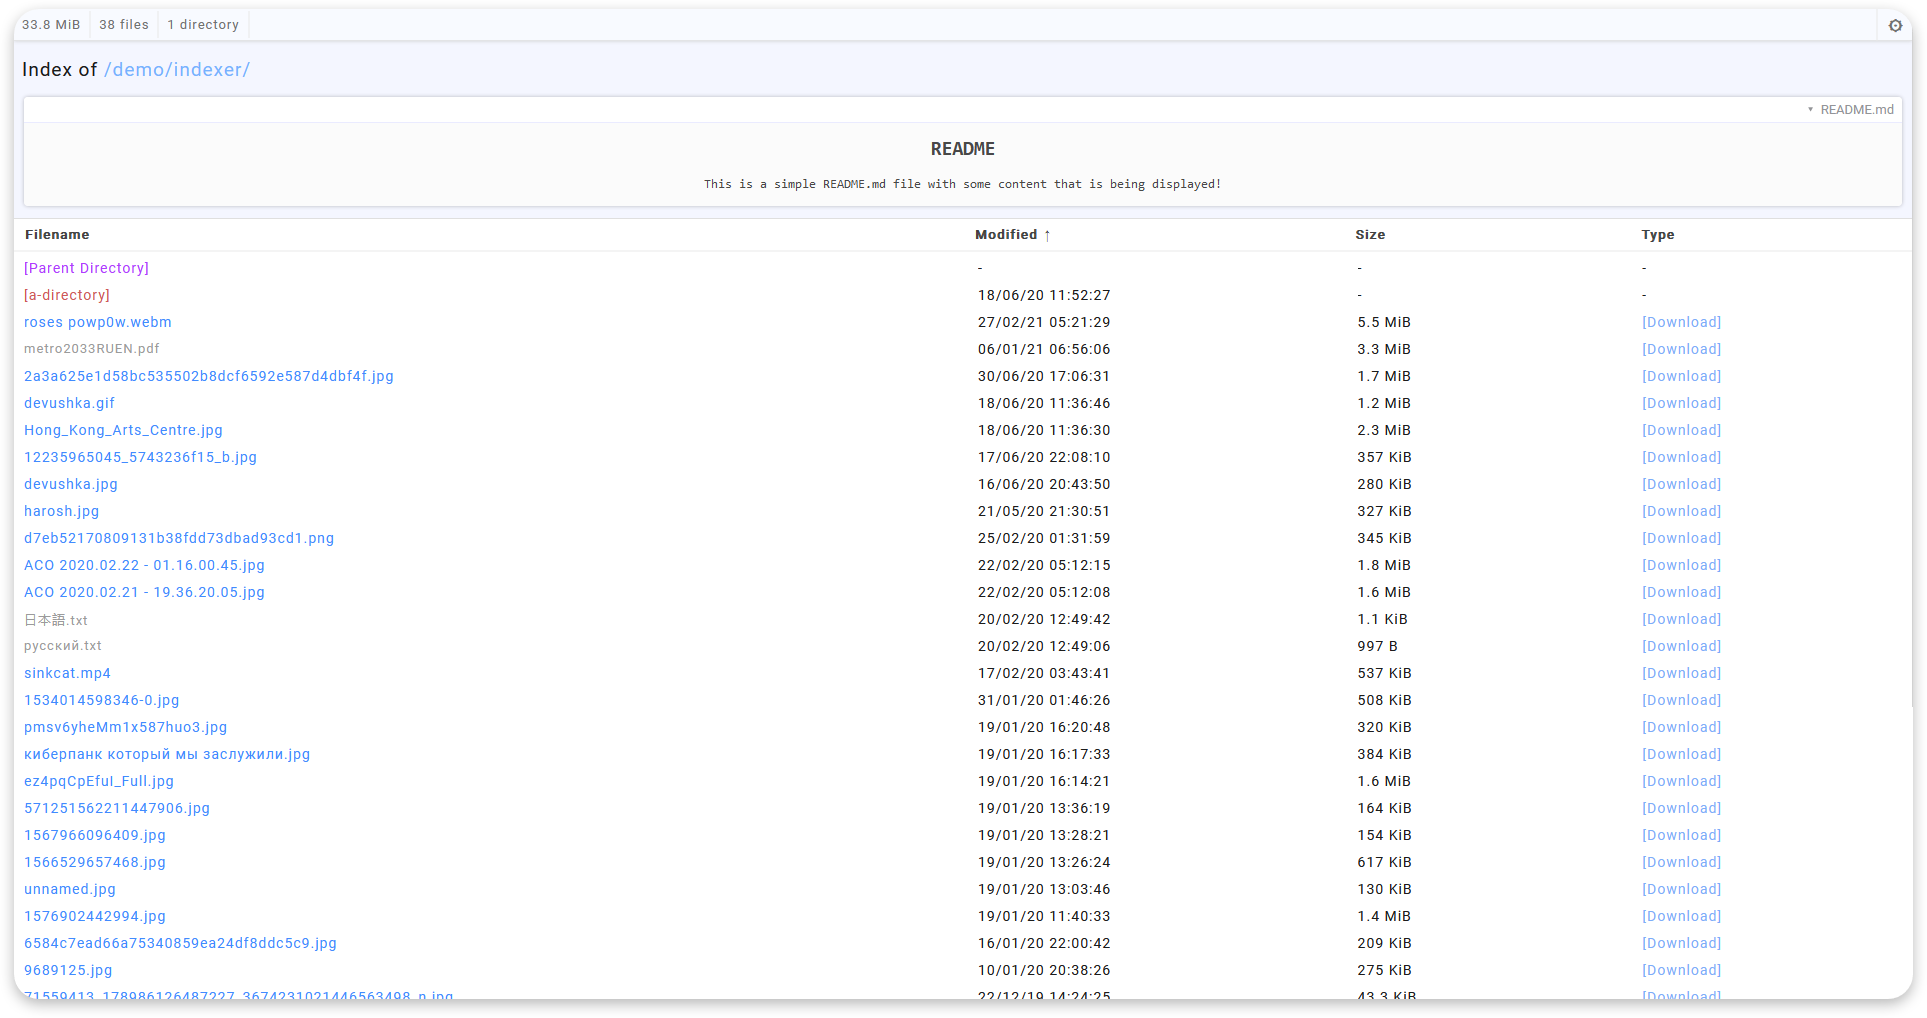 33.8 MiB 38 files 1 directory
Index of /demo/indexer/
▾ README.md
README
This is a simple README.md file with some content that is being displayed!
Filename Modified ↑ Size Type
[Parent Directory] - - -
[a-directory] 18/06/20 11:52:27 - -
roses powp0w.webm 27/02/21 05:21:29 5.5 MiB [Download]
metro2033RUEN.pdf 06/01/21 06:56:06 3.3 MiB [Download]
2a3a625e1d58bc535502b8dcf6592e587d4dbf4f.jpg 30/06/20 17:06:31 1.7 MiB [Download]
devushka.gif 18/06/20 11:36:46 1.2 MiB [Download]
Hong_Kong_Arts_Centre.jpg 18/06/20 11:36:30 2.3 MiB [Download]
12235965045_5743236f15_b.jpg 17/06/20 22:08:10 357 KiB [Download]
devushka.jpg 16/06/20 20:43:50 280 KiB [Download]
harosh.jpg 21/05/20 21:30:51 327 KiB [Download]
d7eb52170809131b38fdd73dbad93cd1.png 25/02/20 01:31:59 345 KiB [Download]
ACO 2020.02.22 - 01.16.00.45.jpg 22/02/20 05:12:15 1.8 MiB [Download]
ACO 2020.02.21 - 19.36.20.05.jpg 22/02/20 05:12:08 1.6 MiB [Download]
日本語.txt 20/02/20 12:49:42 1.1 KiB [Download]
русский.txt 20/02/20 12:49:06 997 B [Download]
sinkcat.mp4 17/02/20 03:43:41 537 KiB [Download]
1534014598346-0.jpg 31/01/20 01:46:26 508 KiB [Download]
pmsv6yheMm1x587huo3.jpg 19/01/20 16:20:48 320 KiB [Download]
киберпанк который мы заслужили.jpg 19/01/20 16:17:33 384 KiB [Download]
ez4pqCpEfuI_Full.jpg 19/01/20 16:14:21 1.6 MiB [Download]
571251562211447906.jpg 19/01/20 13:36:19 164 KiB [Download]
1567966096409.jpg 19/01/20 13:28:21 154 KiB [Download]
1566529657468.jpg 19/01/20 13:26:24 617 KiB [Download]
unnamed.jpg 19/01/20 13:03:46 130 KiB [Download]
1576902442994.jpg 19/01/20 11:40:33 1.4 MiB [Download]
6584c7ead66a75340859ea24df8ddc5c9.jpg 16/01/20 22:00:42 209 KiB [Download]
9689125.jpg 10/01/20 20:38:26 275 KiB [Download]
71559413_178986126487227_3674231021446563498_n.jpg 22/12/19 14:24:25 43.3 KiB [Download]